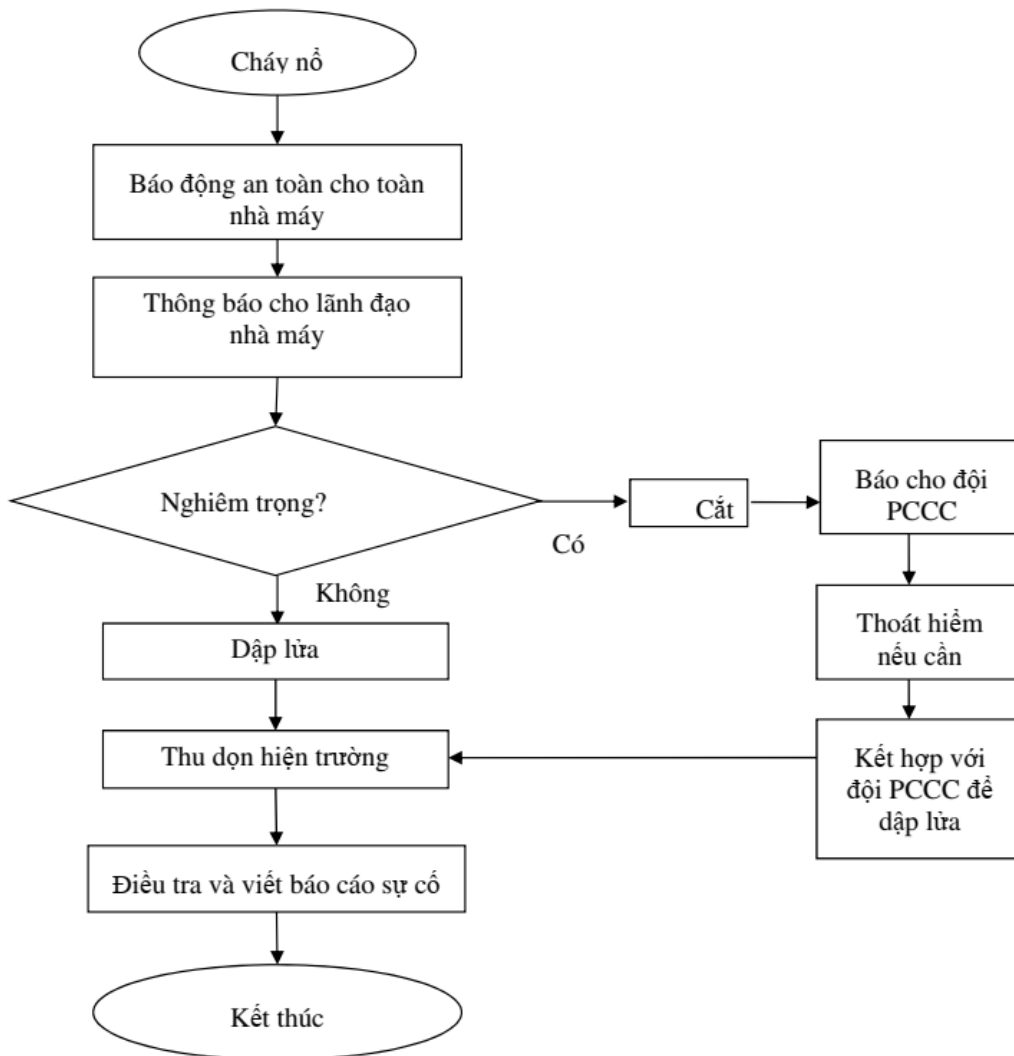 Cháy nổ
Báo động an toàn cho toàn
nhà máy
Thông báo cho lãnh đạo
nhà máy
Nghiêm trọng?
Có
Cắt
Báo cho đội
PCCC
Thoát hiểm
nếu cần
Kết hợp với
đội PCCC để
dập lửa
Không
Dập lửa
Thu dọn hiện trường
Điều tra và viết báo cáo sự cố
Kết thúc